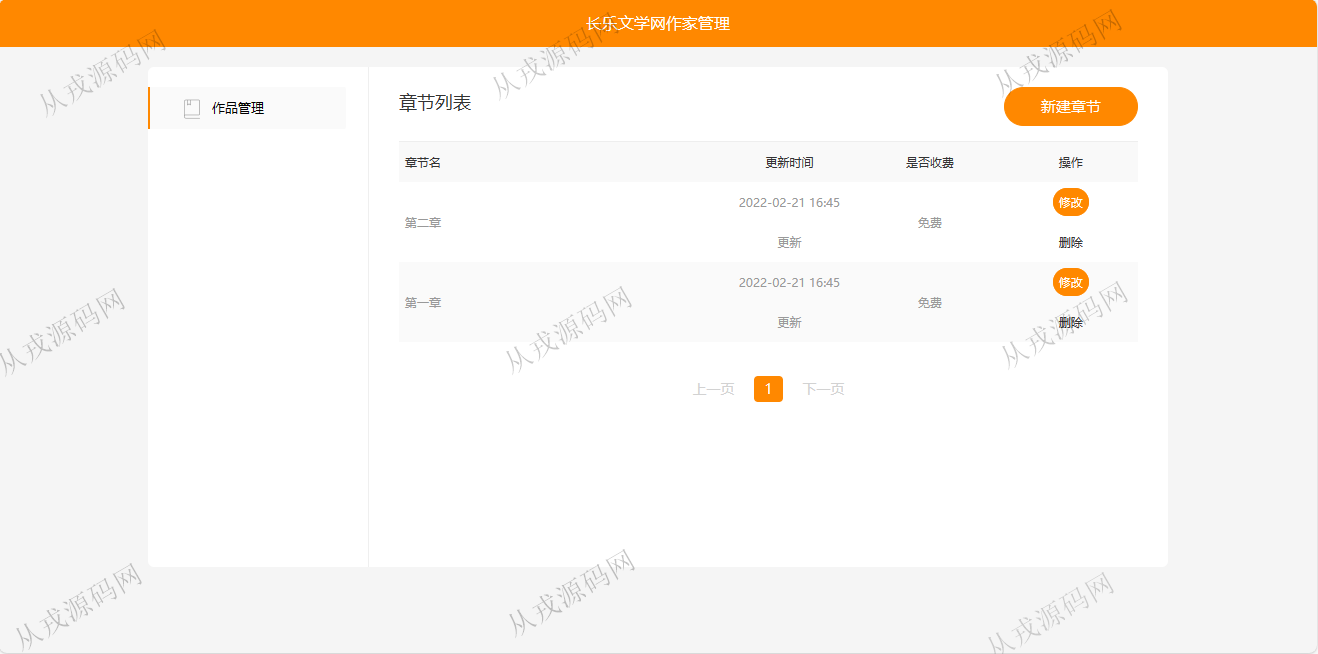 长乐文学网作家管理
作品管理
章节列表
新建章节
章节名 更新时间 是否收费 操作
第二章 2022-02-21 16:45 更新 免费 修改 删除
第一章 2022-02-21 16:45 更新 免费 修改 删除
上一页 1 下一页
从戎源码网
从戎源码网
从戎源码网
从戎源码网
从戎源码网
从戎源码网
从戎源码网
从戎源码网
从戎源码网